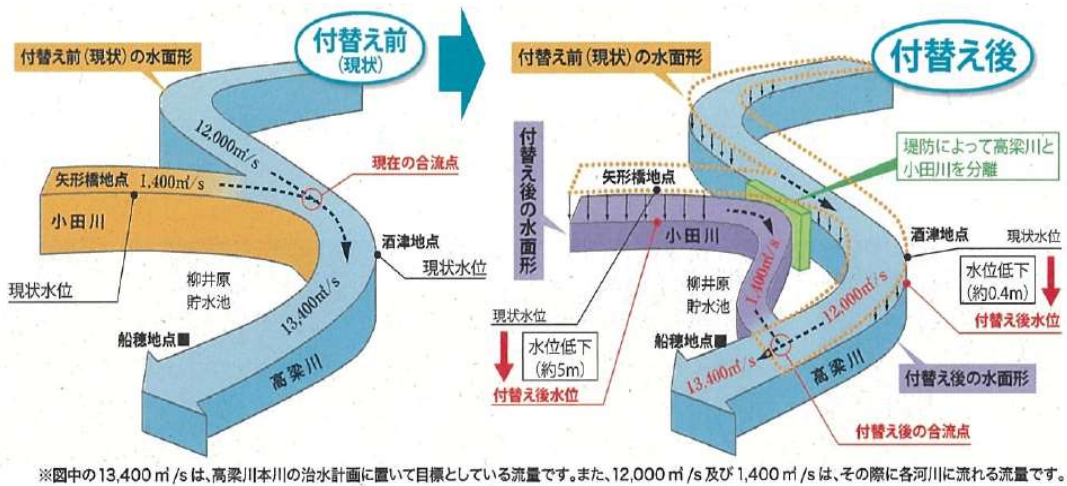 付替え前
(現状)
付替え前(現状)の水面形
12,000㎥/s
現在の合流点
矢形橋地点
1,400㎥/s
小田川
酒津地点
現状水位
現状水位
柳井原
貯水池
13,400㎥/s
船穂地点■
高梁川
付替え後
付替え前(現状)の水面形
堤防によって高梁川と
小田川を分離
付替え後の水面形
矢形橋地点
小田川
酒津地点
現状水位
水位低下
(約0.4m)
付替え後水位
1,400㎥/s
12,000㎥/s
柳井原
貯水池
現状水位
水位低下
(約5m)
付替え後水位
船穂地点■
13,400㎥/s
高梁川
付替え後の水面形
付替え後の合流点
※図中の13,400㎥/sは、高梁川本川の治水計画に置いて目標としている流量です。また、12,000㎥/s及び1,400㎥/sは、その際に各河川に流れる流量です。